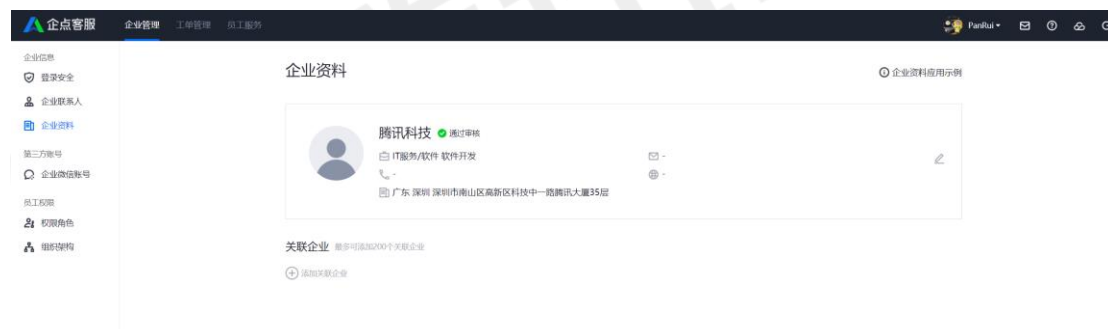 企点客服 企业管理 工单管理 员工服务 PanRui
企业信息
登录安全
企业联系人
企业资料
第三方账号
企业微信账号
员工权限
权限角色
组织架构
企业资料 企业资料应用示例
腾讯科技 通过审核
IT服务/软件 软件开发 -
- -
广东 深圳 深圳市南山区高新区科技中一路腾讯大厦35层
关联企业 最多可添加200个关联企业
添加关联企业